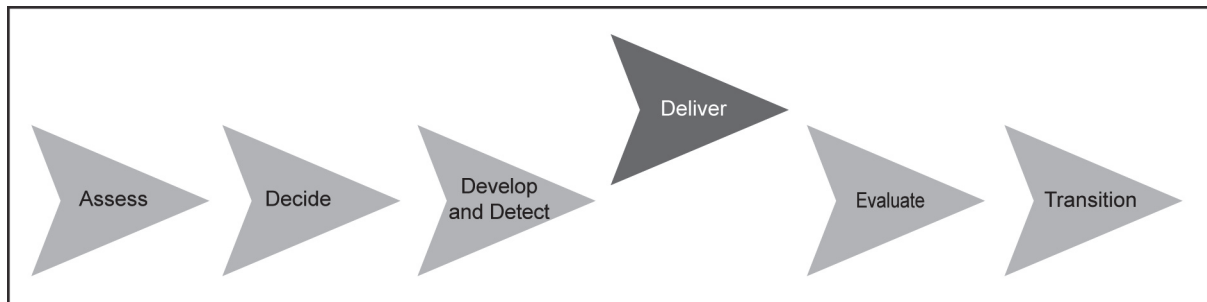 Assess
Decide
Develop
and Detect
Deliver
Evaluate
Transition